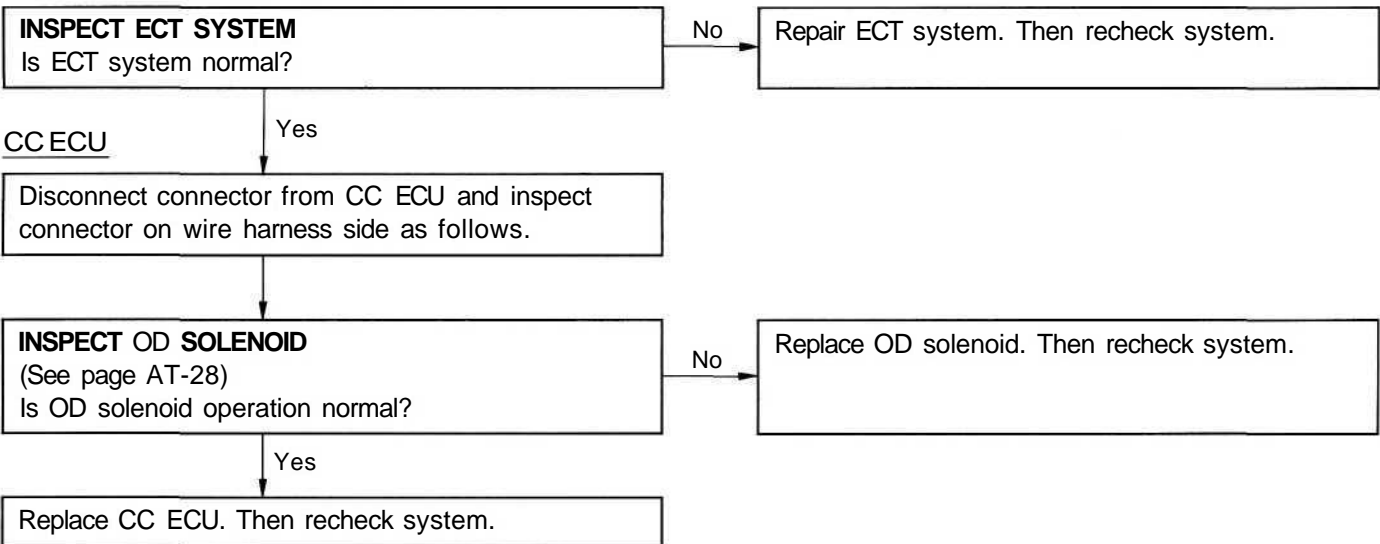 INSPECT ECT SYSTEM
Is ECT system normal?
No
Repair ECT system. Then recheck system.
Yes
CC ECU
Disconnect connector from CC ECU and inspect
connector on wire harness side as follows.
INSPECT OD SOLENOID
(See page AT-28)
Is OD solenoid operation normal?
No
Replace OD solenoid. Then recheck system.
Yes
Replace CC ECU. Then recheck system.